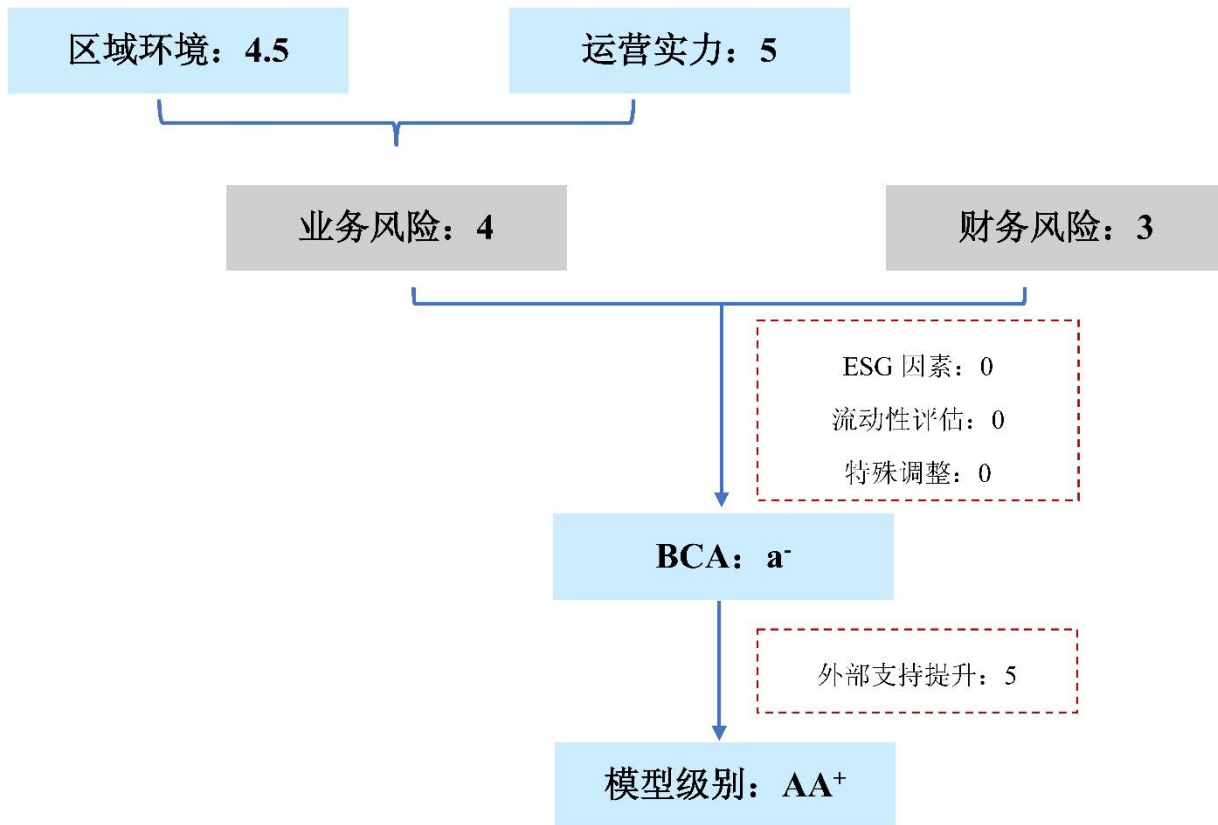 区域环境：4.5
运营实力：5
业务风险：4
财务风险：3
ESG 因素：0
流动性评估：0
特殊调整：0
BCA：a⁻
外部支持提升：5
模型级别：AA⁺